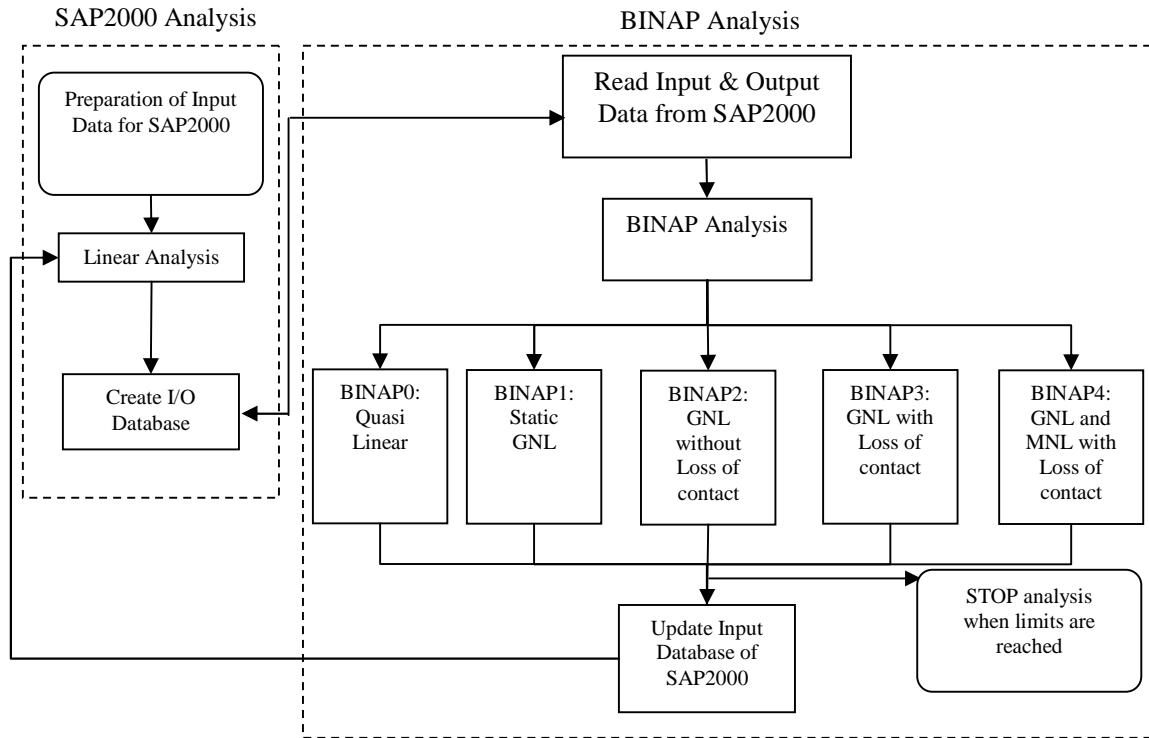 SAP2000 Analysis
BINAP Analysis
Preparation of Input
Data for SAP2000
Linear Analysis
Create I/O
Database
Read Input & Output
Data from SAP2000
BINAP Analysis
BINAP0:
Quasi
Linear
BINAP1:
Static
GNL
BINAP2:
GNL
without
Loss of
contact
BINAP3:
GNL with
Loss of
contact
BINAP4:
GNL and
MNL with
Loss of
contact
STOP analysis
when limits are
reached
Update Input
Database of
SAP2000